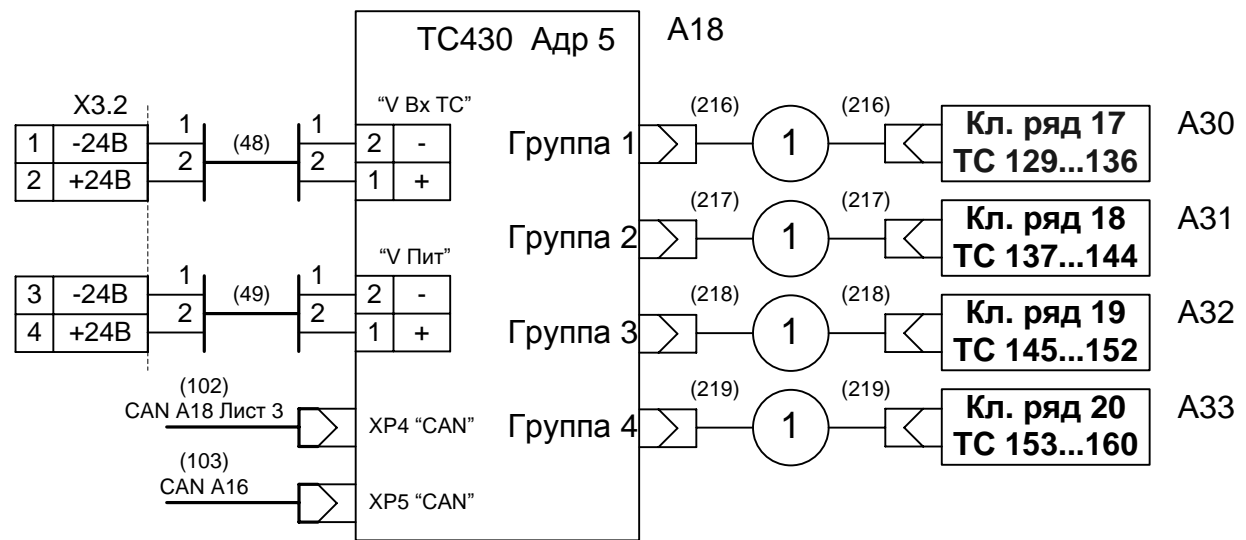 ТС430 Адр 5
А18
Х3.2
1 -24В
2 +24В
1
2
(48)
1
2
“V Вх ТС”
2 -
1 +
3 -24В
4 +24В
1
2
(49)
1
2
“V Пит”
2 -
1 +
(102)
CAN А18 Лист 3
ХР4 “CAN”
(103)
CAN А16
ХР5 “CAN”
Группа 1
(216)
1
(216)
Кл. ряд 17
ТС 129...136
А30
Группа 2
(217)
1
(217)
Кл. ряд 18
ТС 137...144
А31
Группа 3
(218)
1
(218)
Кл. ряд 19
ТС 145...152
А32
Группа 4
(219)
1
(219)
Кл. ряд 20
ТС 153...160
А33